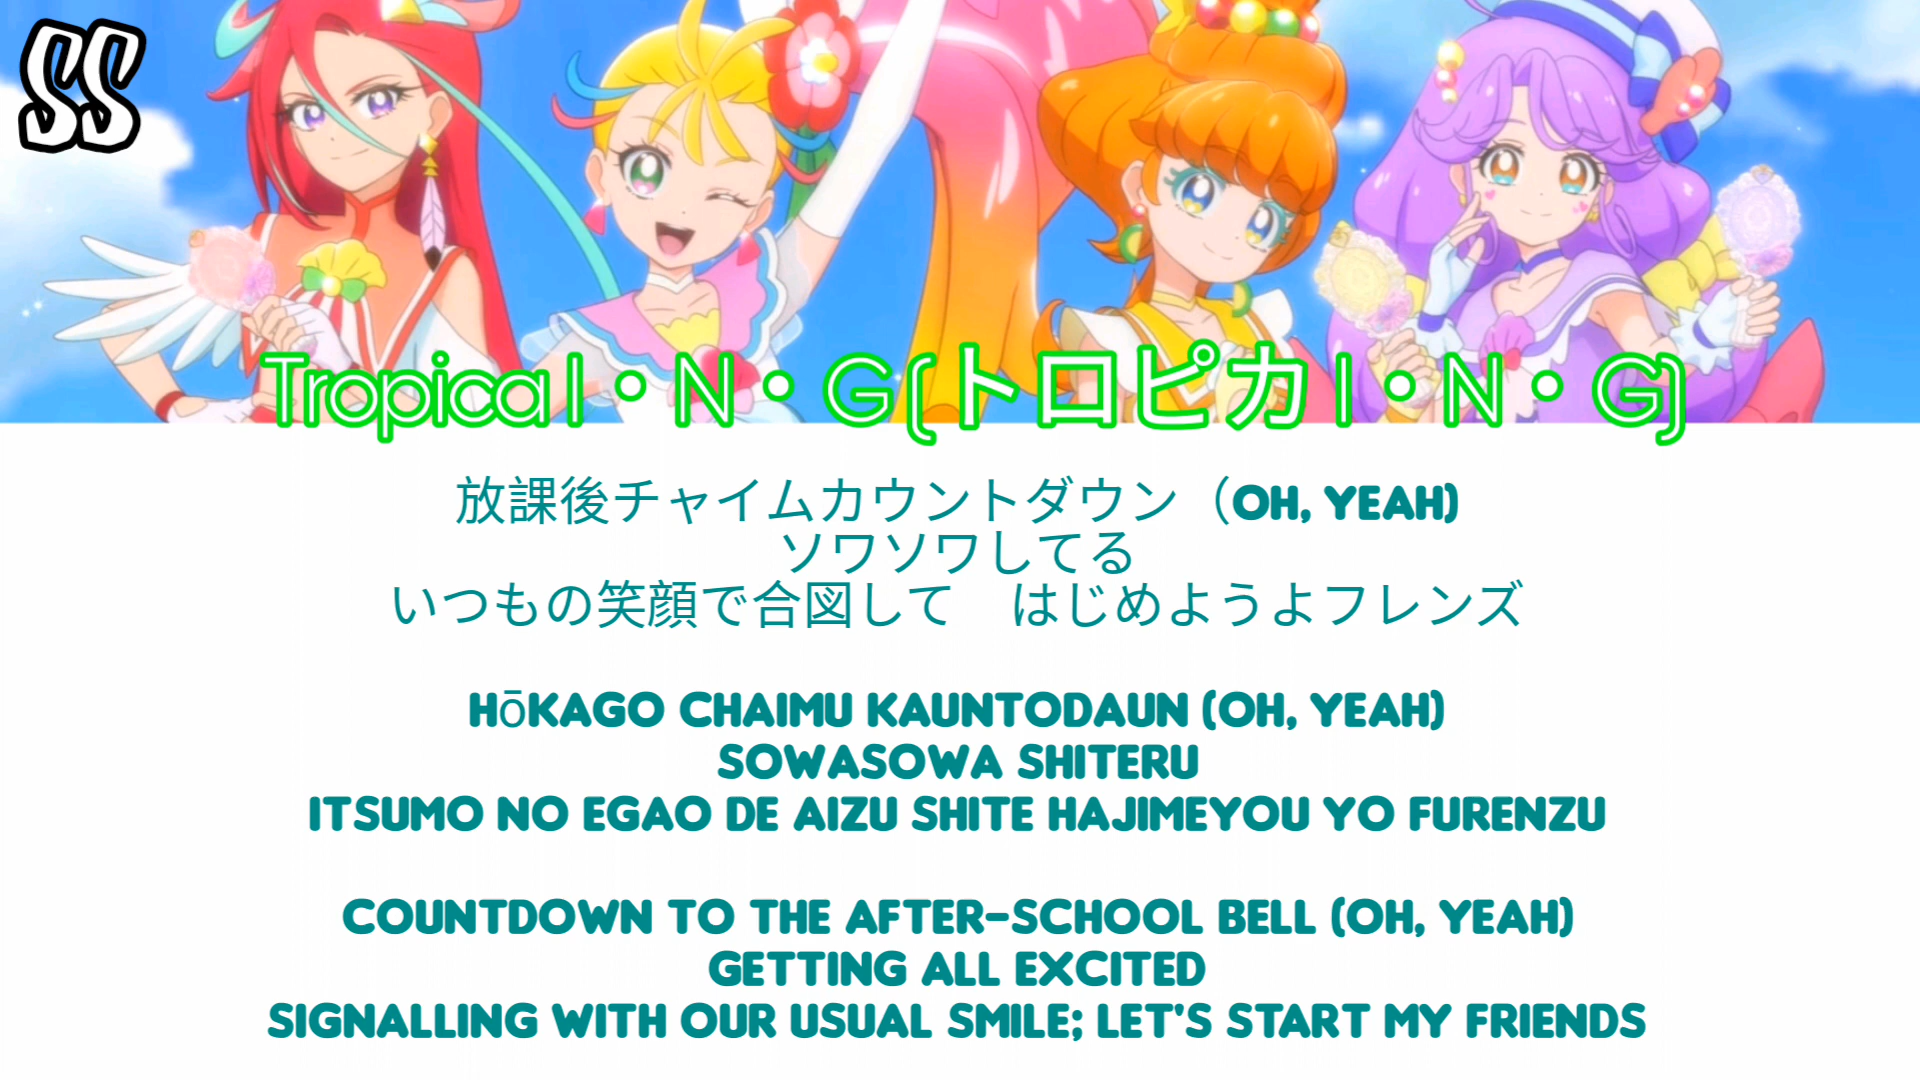 SS
Tropica I・N・G (トロピカ I・N・G)
放課後チャイムカウントダウン（OH, YEAH)
ソワソワしてる
いつもの笑顔で合図して　はじめようよフレンズ
HōKAGO CHAIMU KAUNTODAUN (OH, YEAH)
SOWASOWA SHITERU
ITSUMO NO EGAO DE AIZU SHITE HAJIMEYOU YO FURENZU
COUNTDOWN TO THE AFTER-SCHOOL BELL (OH, YEAH)
GETTING ALL EXCITED
SIGNALLING WITH OUR USUAL SMILE; LET'S START MY FRIENDS